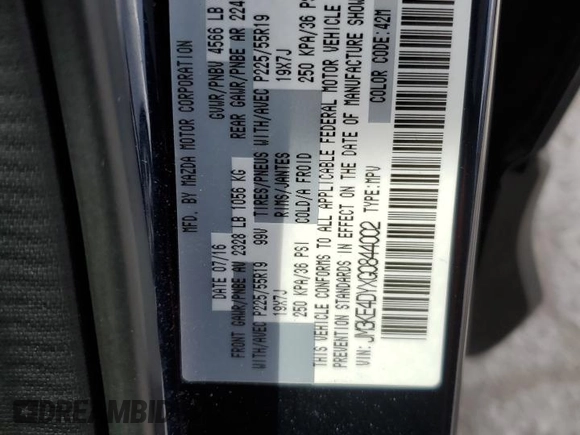 MFD. BY MAZDA MOTOR CORPORATION
DATE 07/16 GVWR/PNBV 4566 LB
FRONT GAWR/PNBE AV 2328 LB 1056 KG REAR GAWR/PNBE AR 224
WITH/AVEC P225/55R19 99V TIRES/PNEUS WITH/AVEC P225/55R19
19X7J RIMS/JANTES 19X7J
250 KPA/36 PSI COLD/A FROID 250 KPA/36 PSI
THIS VEHICLE CONFORMS TO ALL APPLICABLE FEDERAL MOTOR VEHICLE
PREVENTION STANDARDS IN EFFECT ON THE DATE OF MANUFACTURE SHOW
VIN: JM3KE4DYXG0844002 TYPE: MPV COLOR CODE: 42M
DREAMBID